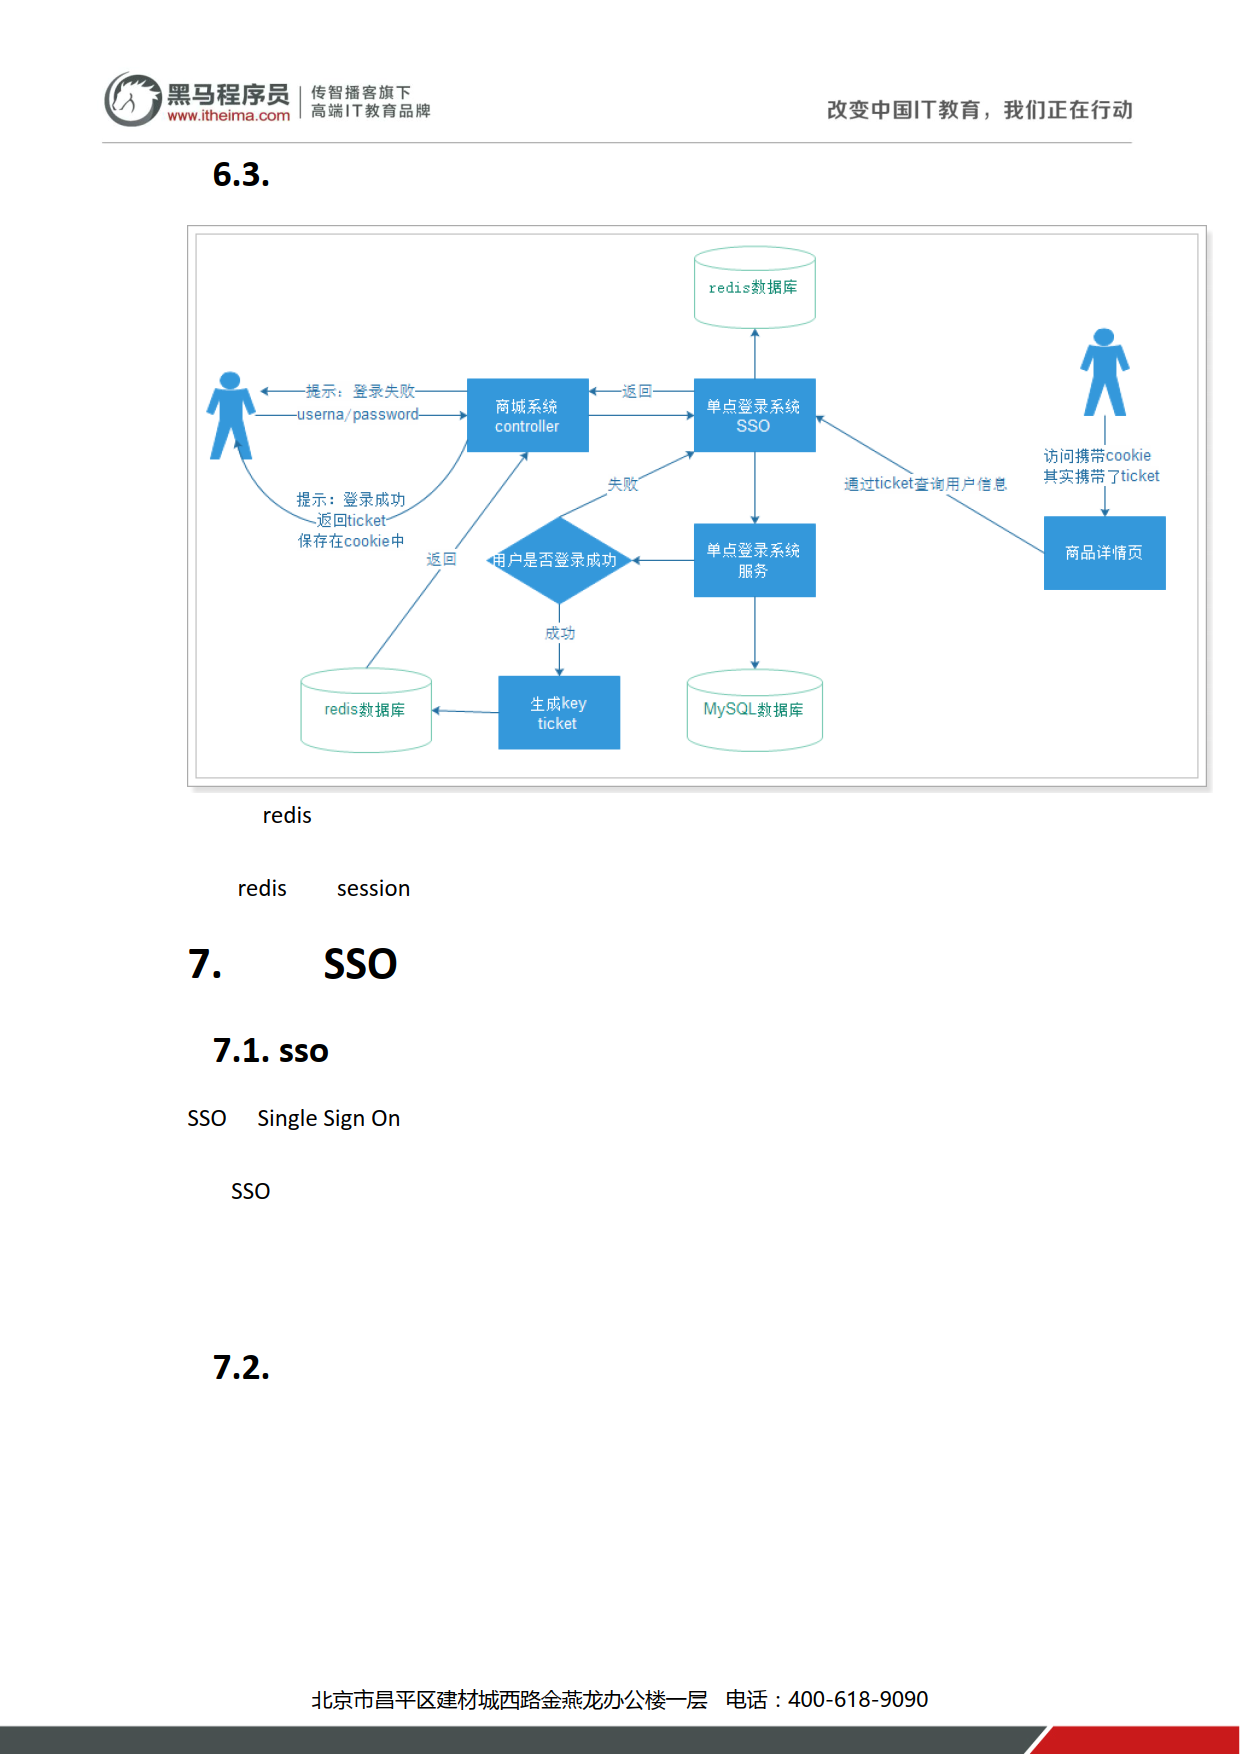 黑马程序员
www.itheima.com
传智播客旗下
高端IT教育品牌
改变中国IT教育，我们正在行动
6.3.
redis数据库
提示：登录失败
userna/password
商城系统
controller
返回
单点登录系统
SSO
访问携带cookie
其实携带了ticket
失败
通过ticket查询用户信息
提示：登录成功
返回ticket
保存在cookie中
返回
用户是否登录成功
单点登录系统
服务
商品详情页
成功
redis数据库
生成key
ticket
MySQL数据库
redis
redis session
7. SSO
7.1. sso
SSO Single Sign On
SSO
7.2.
北京市昌平区建材城西路金燕龙办公楼一层 电话：400-618-9090